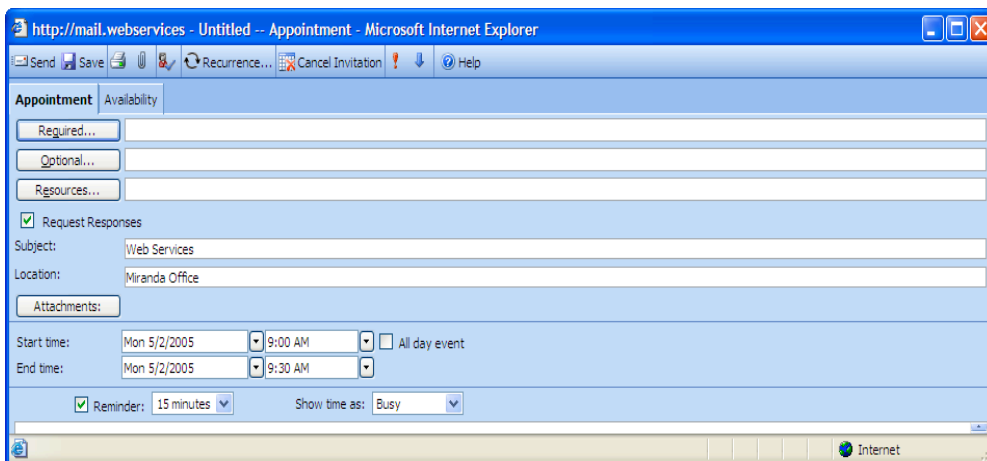 http://mail.webservices - Untitled -- Appointment - Microsoft Internet Explorer
Send Save Recurrence... Cancel Invitation Help
Appointment Availability
Required...
Optional...
Resources...
Request Responses
Subject: Web Services
Location: Miranda Office
Attachments:
Start time: Mon 5/2/2005 9:00 AM All day event
End time: Mon 5/2/2005 9:30 AM
Reminder: 15 minutes Show time as: Busy
Internet